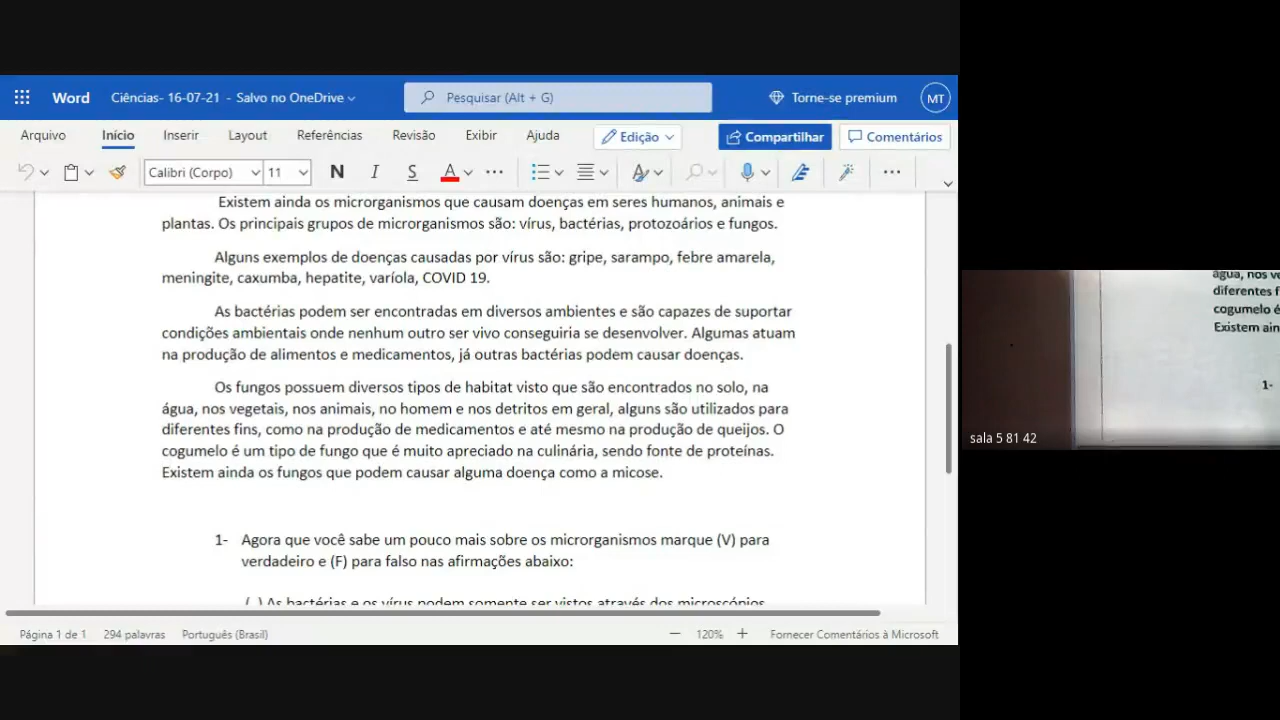 Word
Ciências- 16-07-21 - Salvo no OneDrive
Pesquisar (Alt + G)
Torne-se premium
MT
Arquivo Início Inserir Layout Referências Revisão Exibir Ajuda Edição Compartilhar Comentários
Calibri (Corpo) 11 N I S A
Existem ainda os microrganismos que causam doenças em seres humanos, animais e
plantas. Os principais grupos de microrganismos são: vírus, bactérias, protozoários e fungos.
Alguns exemplos de doenças causadas por vírus são: gripe, sarampo, febre amarela,
meningite, caxumba, hepatite, varíola, COVID 19.
As bactérias podem ser encontradas em diversos ambientes e são capazes de suportar
condições ambientais onde nenhum outro ser vivo conseguiria se desenvolver. Algumas atuam
na produção de alimentos e medicamentos, já outras bactérias podem causar doenças.
Os fungos possuem diversos tipos de habitat visto que são encontrados no solo, na
água, nos vegetais, nos animais, no homem e nos detritos em geral, alguns são utilizados para
diferentes fins, como na produção de medicamentos e até mesmo na produção de queijos. O
cogumelo é um tipo de fungo que é muito apreciado na culinária, sendo fonte de proteínas.
Existem ainda os fungos que podem causar alguma doença como a micose.
1- Agora que você sabe um pouco mais sobre os microrganismos marque (V) para
verdadeiro e (F) para falso nas afirmações abaixo:
( ) As bactérias e os vírus podem somente ser vistos através dos microscópios
Página 1 de 1 294 palavras Português (Brasil) 120% Fornecer Comentários à Microsoft
água, nos ve
diferentes f
cogumelo é
Existem ain
1-
sala 5 81 42